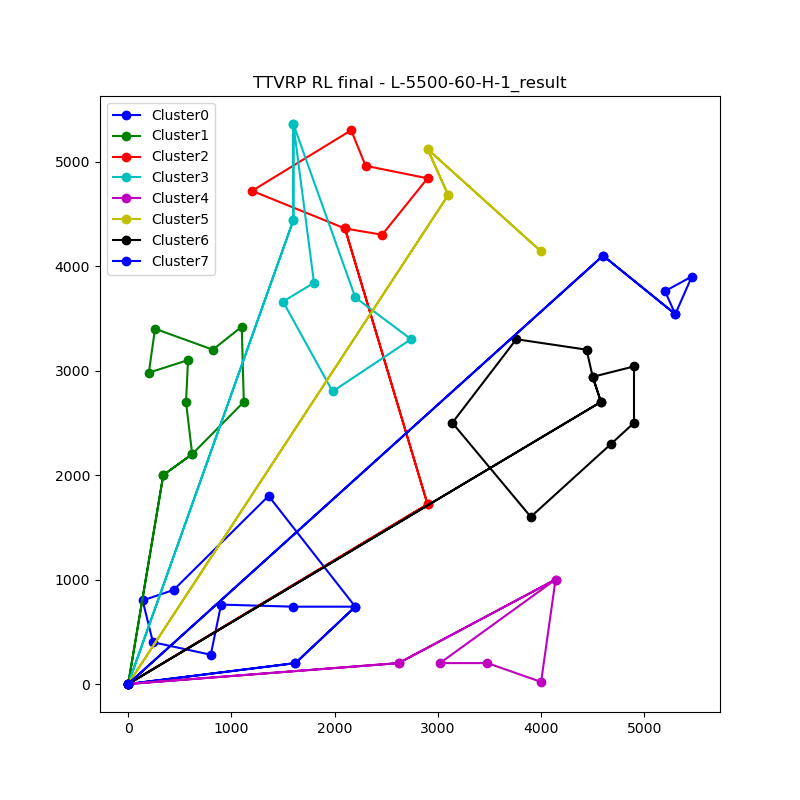 TTVRP RL final - L-5500-60-H-1_result
Cluster0
Cluster1
Cluster2
Cluster3
Cluster4
Cluster5
Cluster6
Cluster7
5000
4000
3000
2000
1000
0
0 1000 2000 3000 4000 5000